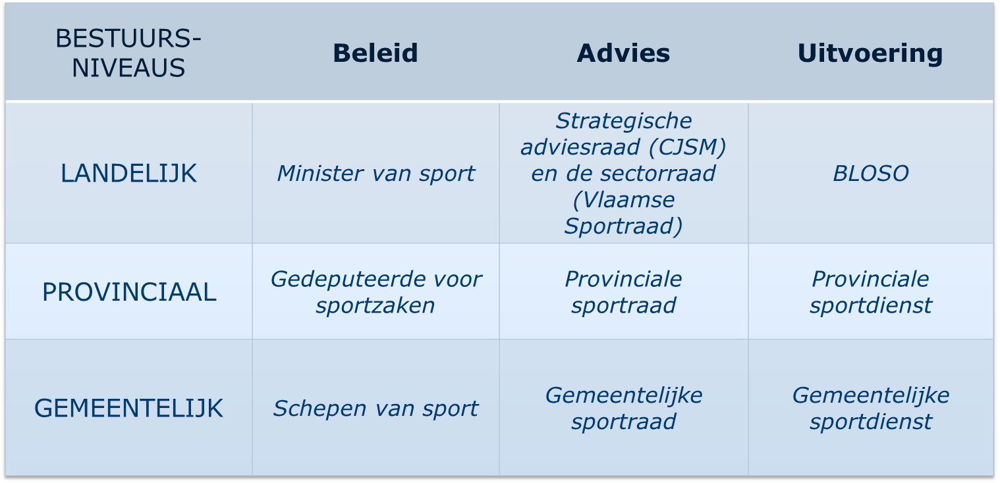 BESTUURS-
NIVEAUS
Beleid
Advies
Uitvoering
LANDELIJK
Minister van sport
Strategische
adviesraad (CJSM)
en de sectorraad
(Vlaamse
Sportraad)
BLOSO
PROVINCIAAL
Gedeputeerde voor
sportzaken
Provinciale
sportraad
Provinciale
sportdienst
GEMEENTELIJK
Schepen van sport
Gemeentelijke
sportraad
Gemeentelijke
sportdienst